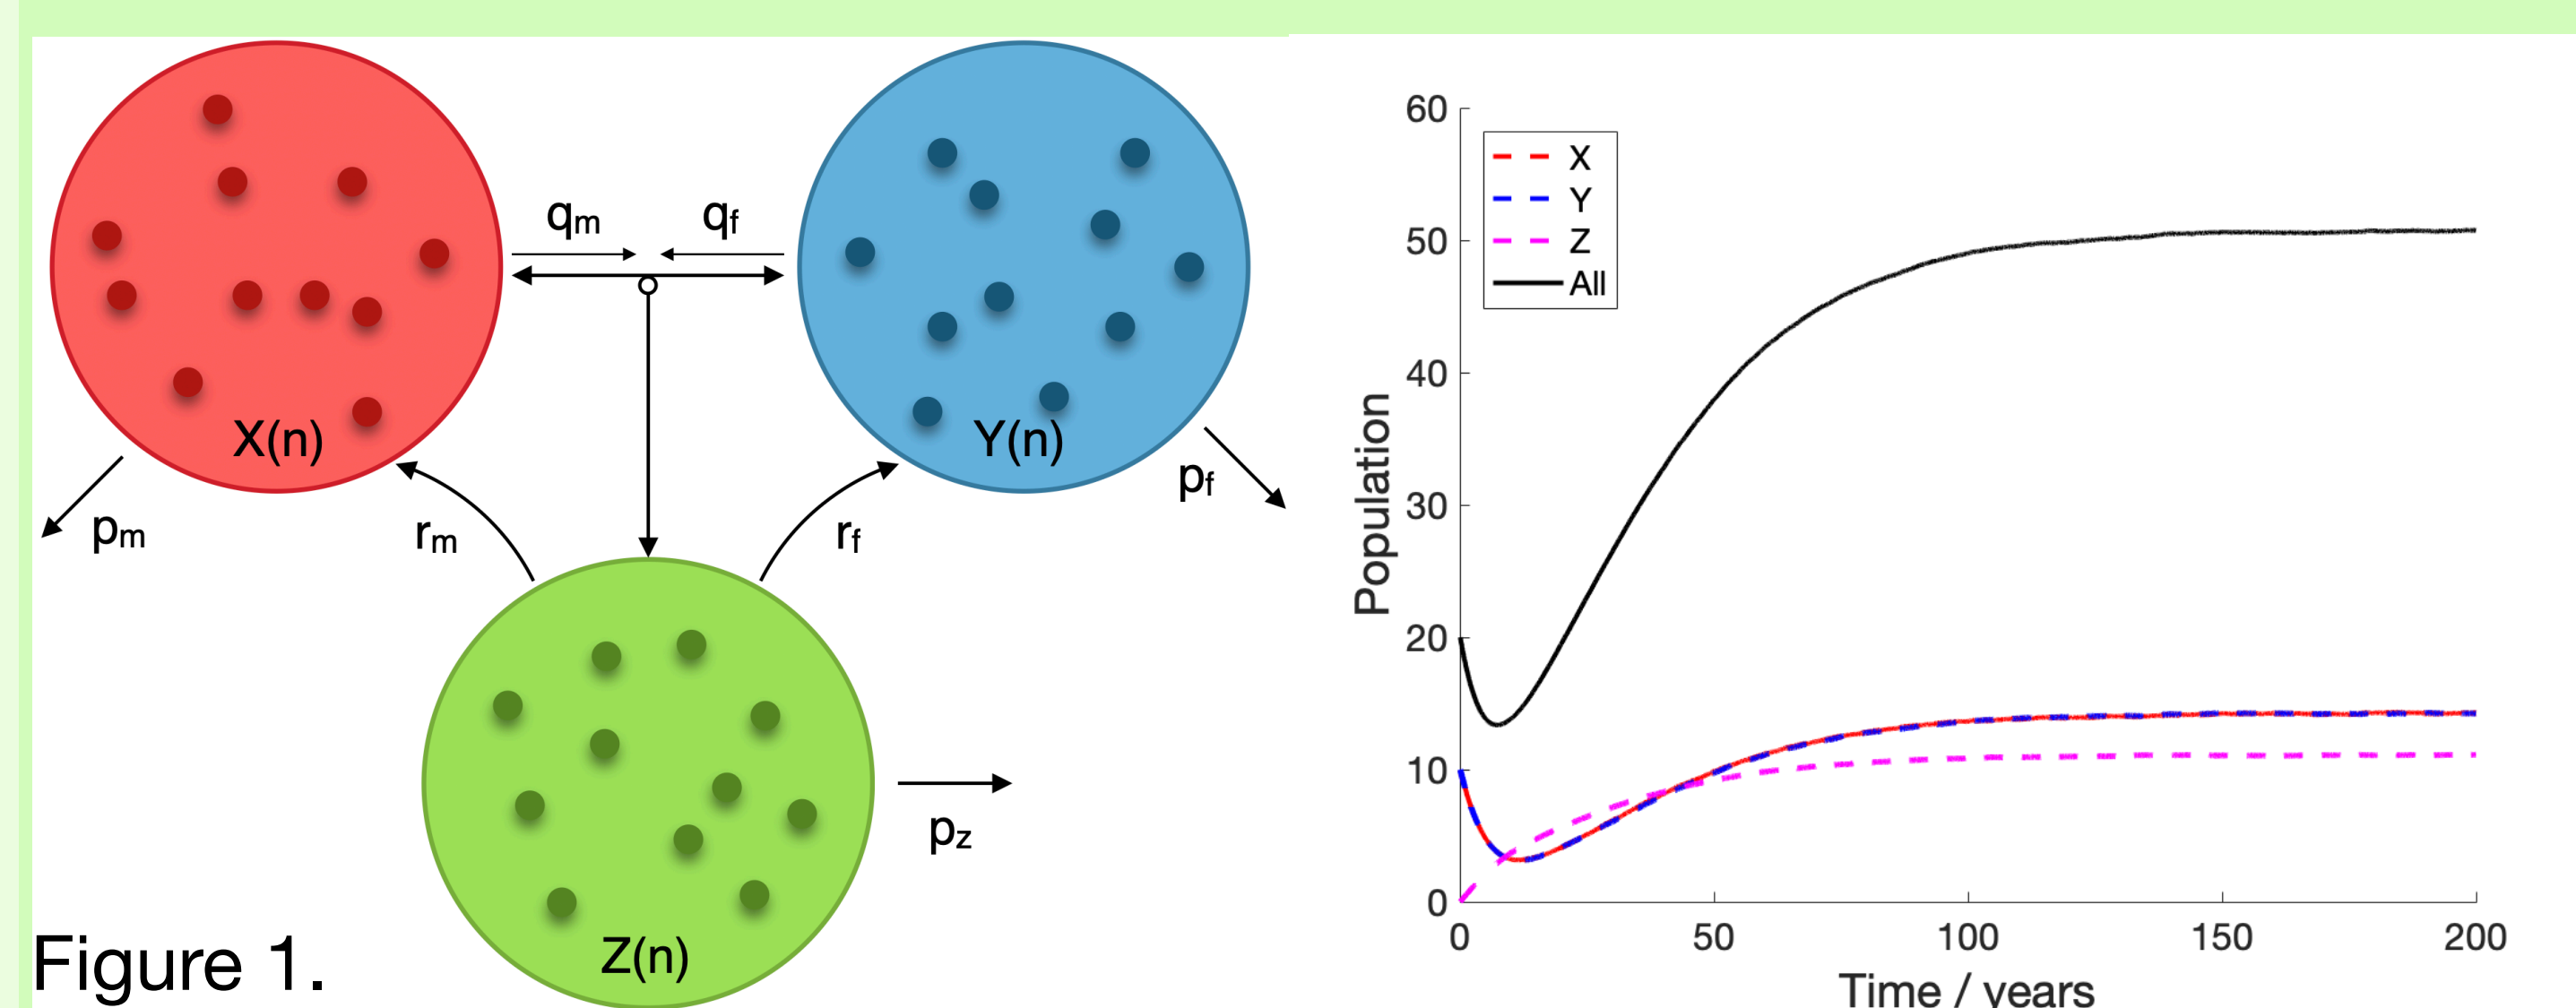 qm
qf
X(n)
Y(n)
pm
rm
rf
pf
pz
Z(n)
Figure 1.
60
50
40
30
20
10
0
Population
X
Y
Z
All
0 50 100 150 200
Time / years